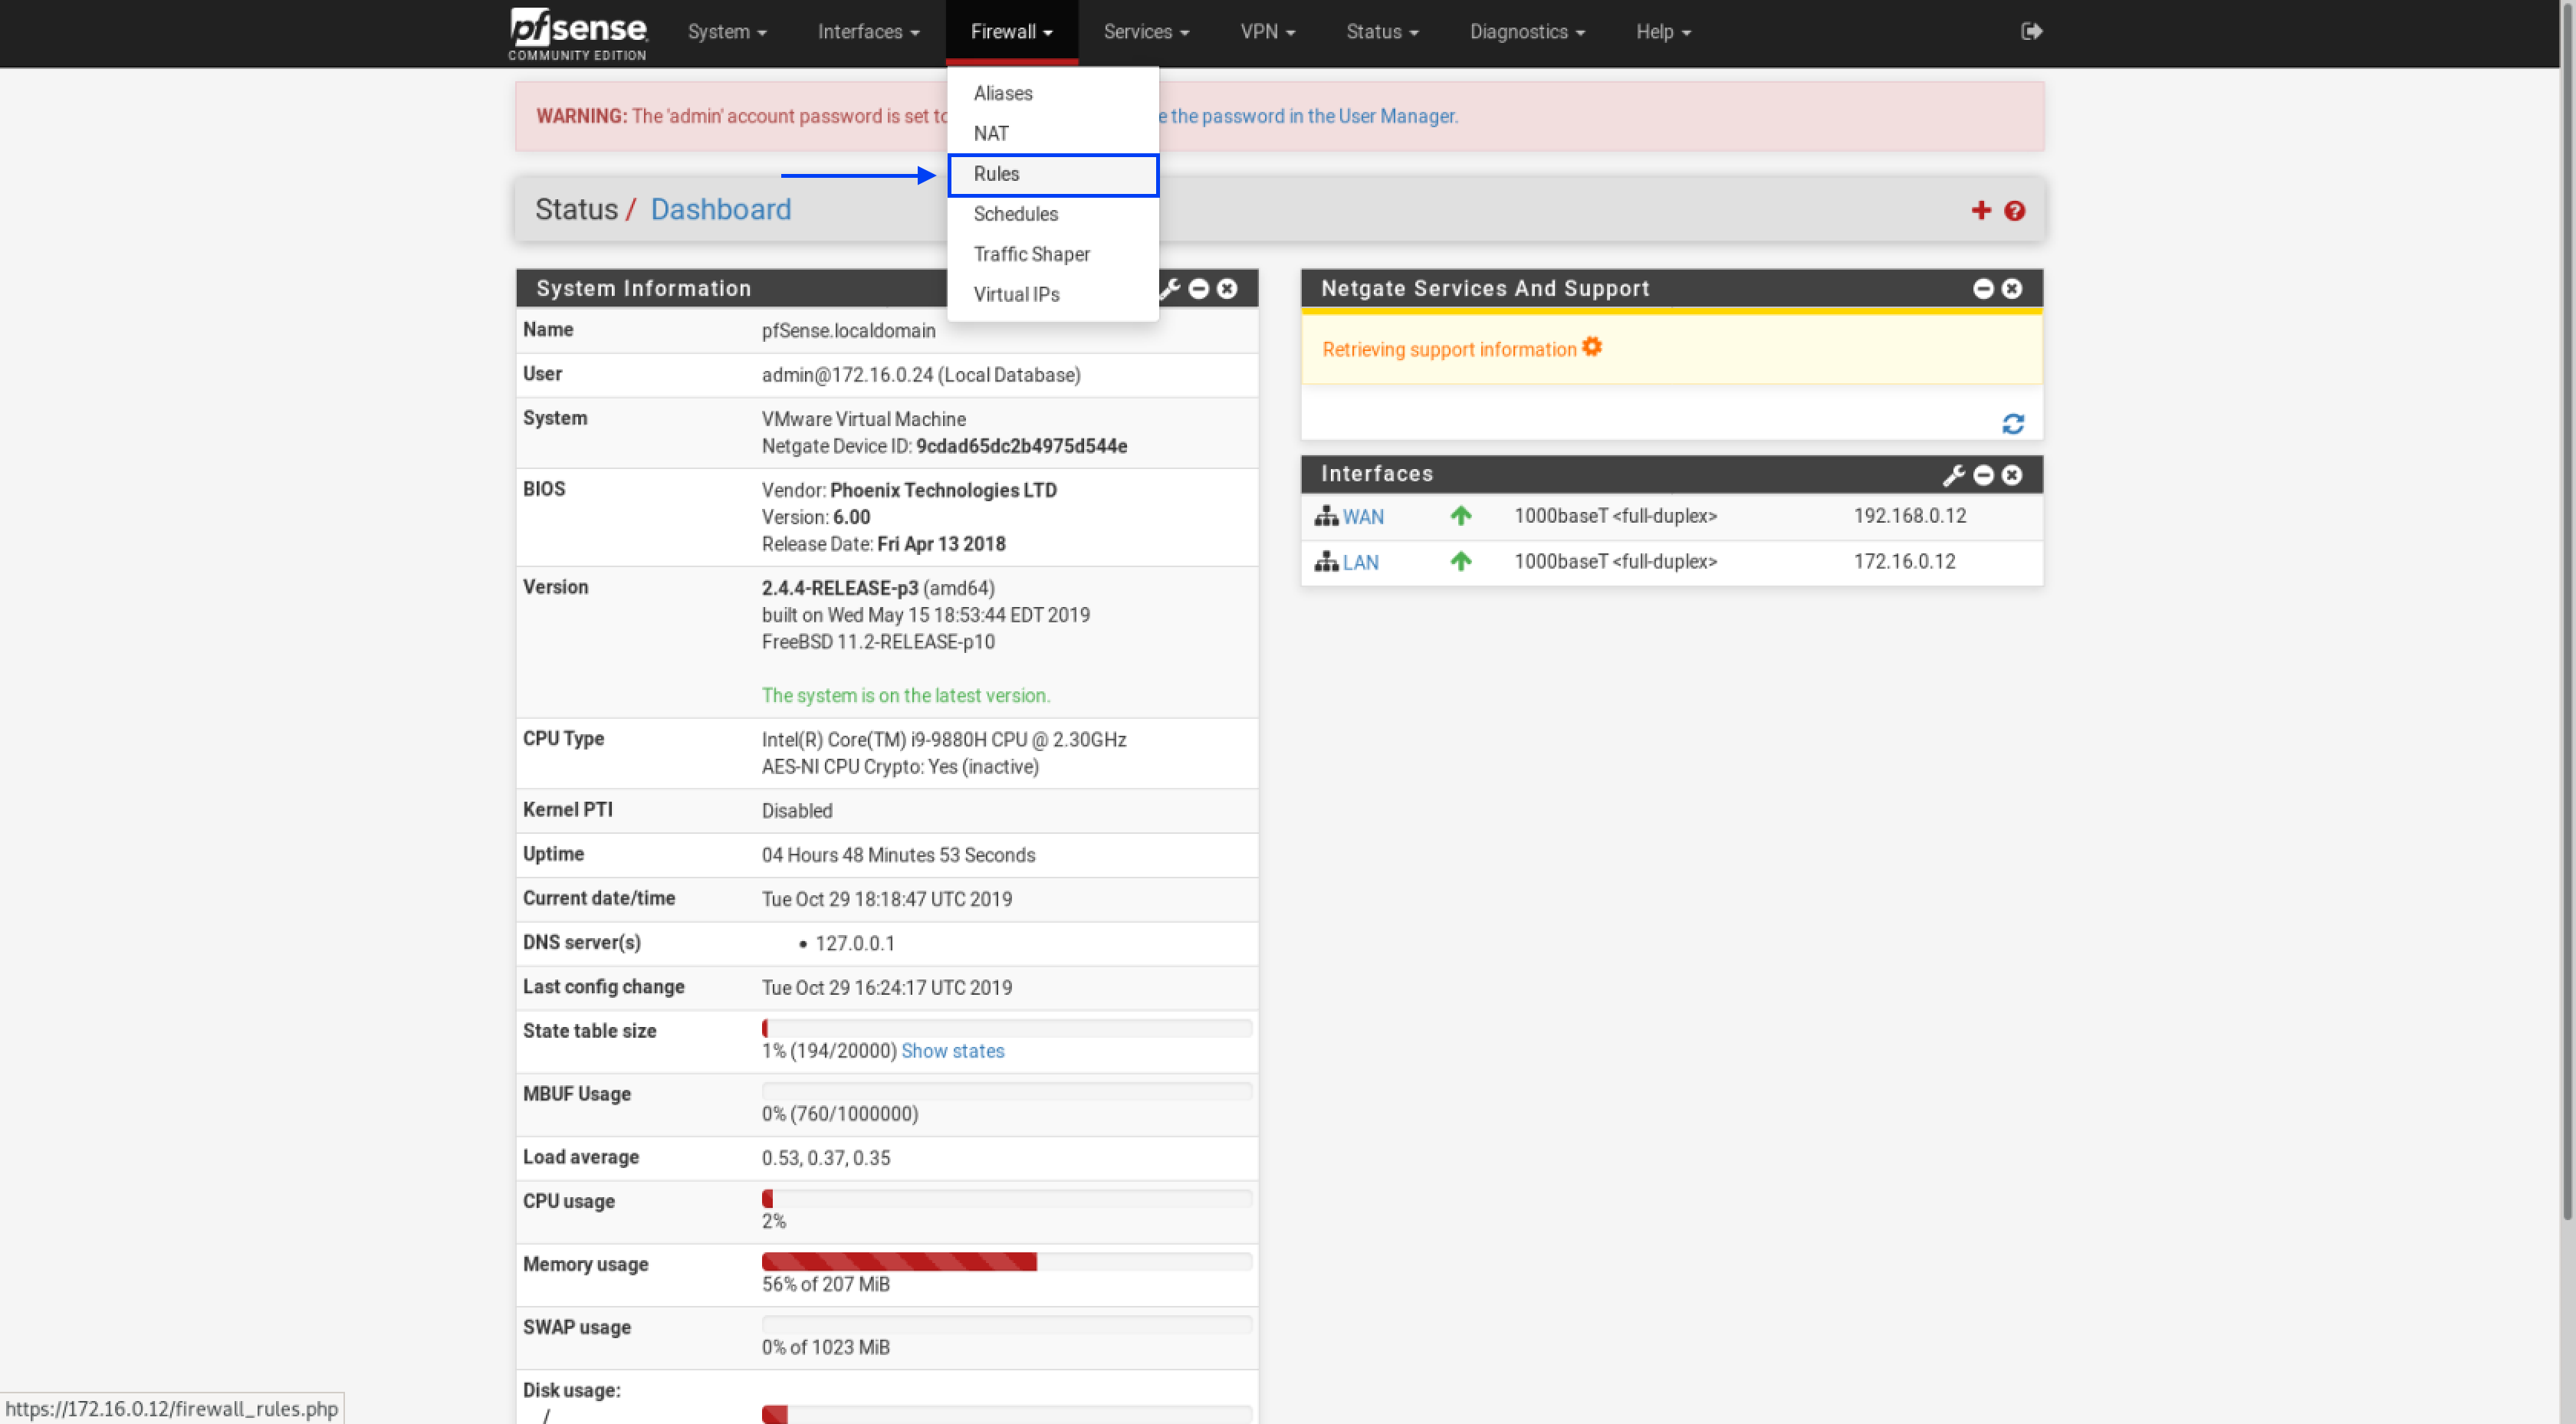 pfsense
COMMUNITY EDITION
System
Interfaces
Firewall
Services
VPN
Status
Diagnostics
Help
Aliases
NAT
Rules
Schedules
Traffic Shaper
Virtual IPs
WARNING: The 'admin' account password is set to
e the password in the User Manager.
Status / Dashboard
System Information
Name pfSense.localdomain
User admin@172.16.0.24 (Local Database)
System VMware Virtual Machine
Netgate Device ID: 9cdad65dc2b4975d544e
BIOS Vendor: Phoenix Technologies LTD
Version: 6.00
Release Date: Fri Apr 13 2018
Version 2.4.4-RELEASE-p3 (amd64)
built on Wed May 15 18:53:44 EDT 2019
FreeBSD 11.2-RELEASE-p10
The system is on the latest version.
CPU Type Intel(R) Core(TM) i9-9880H CPU @ 2.30GHz
AES-NI CPU Crypto: Yes (inactive)
Kernel PTI Disabled
Uptime 04 Hours 48 Minutes 53 Seconds
Current date/time Tue Oct 29 18:18:47 UTC 2019
DNS server(s) • 127.0.0.1
Last config change Tue Oct 29 16:24:17 UTC 2019
State table size
1% (194/20000) Show states
MBUF Usage
0% (760/1000000)
Load average 0.53, 0.37, 0.35
CPU usage
2%
Memory usage
56% of 207 MiB
SWAP usage
0% of 1023 MiB
Disk usage:
/
Netgate Services And Support
Retrieving support information
Interfaces
WAN 1000baseT <full-duplex> 192.168.0.12
LAN 1000baseT <full-duplex> 172.16.0.12
https://172.16.0.12/firewall_rules.php